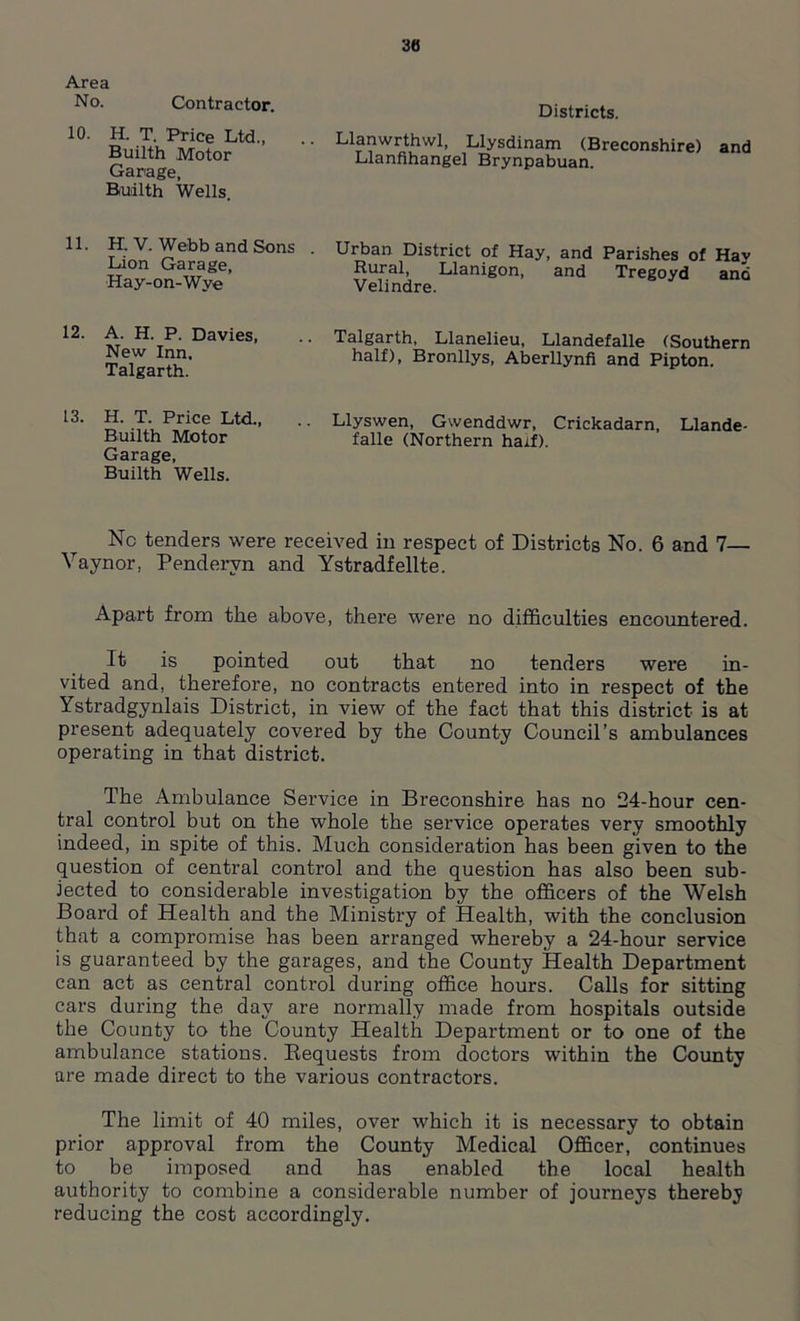 36
Area
No. Contractor. Districts.
10. H. T. Price Ltd., .. Llanwrthwl, Llysdinam (Breconshire) and
Builth Motor Llanfihangel Brynpabuan.
Garage,
Builth Wells.
11. H. V. Webb and Sons . Urban District of Hay, and Parishes of Hay
Lion Garage, Rural, Llanigon, and Tregoyd and
Hay-on-Wye Velindre.
12. A. H. P. Davies, .. Talgarth, Llanelieu, Llandefalle (Southern
New Inn. half), Bronllys, Aberllynfi and Pipton.
Talgarth.
13. H. T. Price Ltd., .. Llyswen, Gwenddwr, Crickadarn, Llande-
Builth Motor falle (Northern half).
Garage,
Builth Wells.
No tenders were received in respect of Districts No. 6 and 7—
Vaynor, Penderyn and Ystradfellte.
Apart from the above, there were no difficulties encountered.
It is pointed out that no tenders were in-
vited and, therefore, no contracts entered into in respect of the
Ystradgynlais District, in view of the fact that this district is at
present adequately covered by the County Council's ambulances
operating in that district.
The Ambulance Service in Breconshire has no 24-hour cen-
tral control but on the whole the service operates very smoothly
indeed, in spite of this. Much consideration has been given to the
question of central control and the question has also been sub-
jected to considerable investigation by the officers of the Welsh
Board of Health and the Ministry of Health, with the conclusion
that a compromise has been arranged whereby a 24-hour service
is guaranteed by the garages, and the County Health Department
can act as central control during office hours. Calls for sitting
cars during the day are normally made from hospitals outside
the County to the County Health Department or to one of the
ambulance stations. Requests from doctors within the County
are made direct to the various contractors.
The limit of 40 miles, over which it is necessary to obtain
prior approval from the County Medical Officer, continues
to be imposed and has enabled the local health
authority to combine a considerable number of journeys thereby
reducing the cost accordingly.